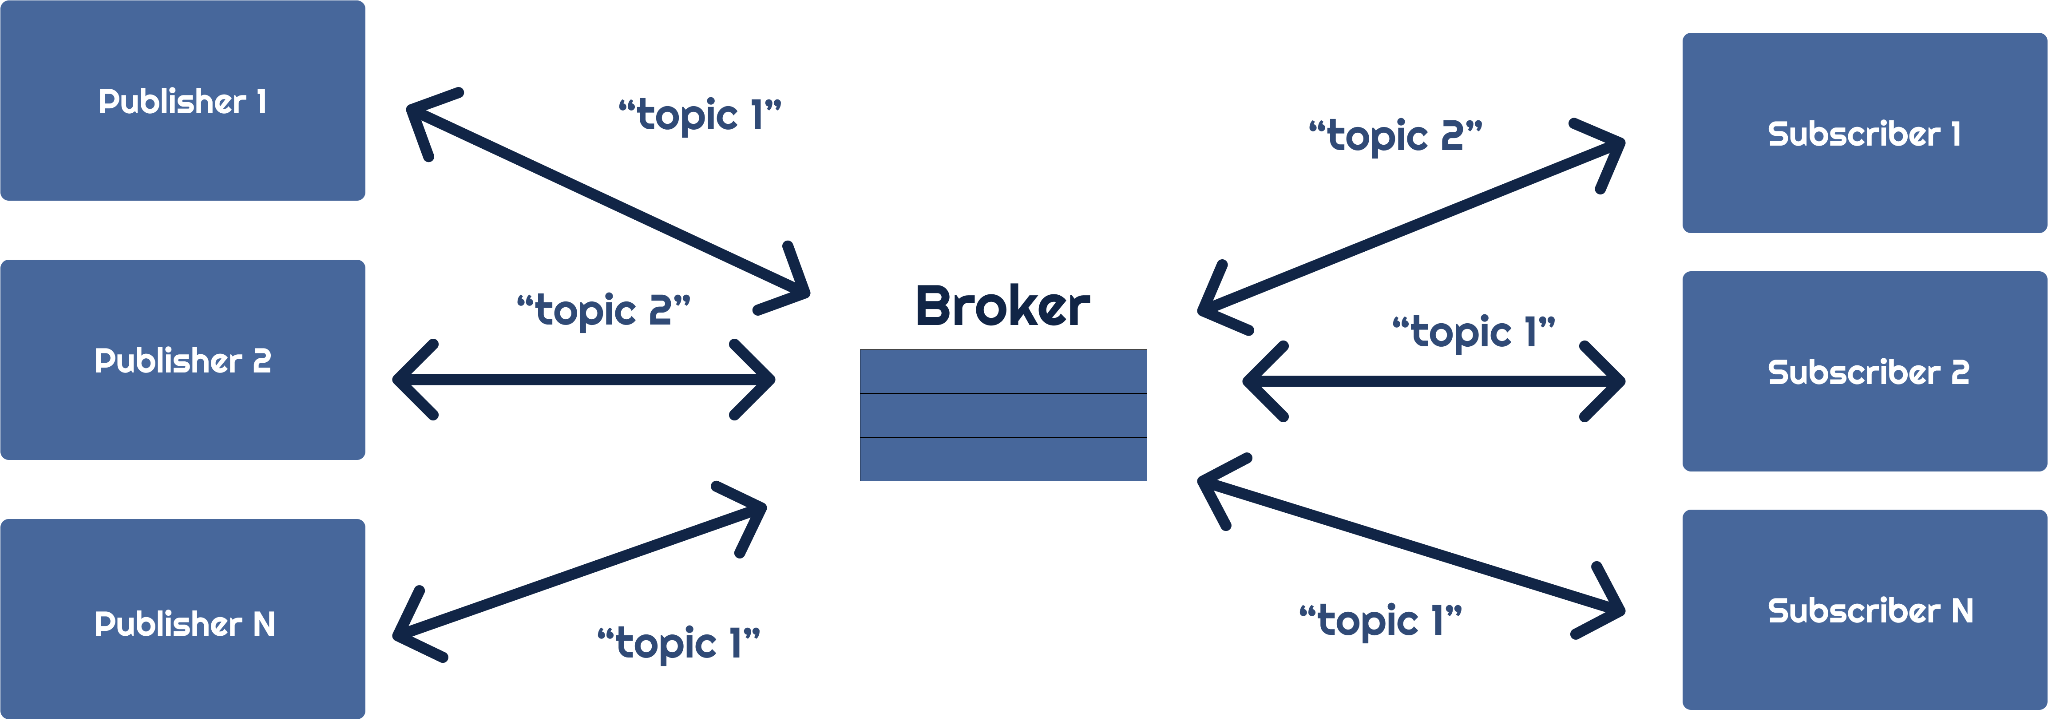 Publisher 1
“topic 1”
“topic 2”
Subscriber 1
Broker
“topic 2”
“topic 1”
Publisher 2
Subscriber 2
Publisher N
“topic 1”
“topic 1”
Subscriber N